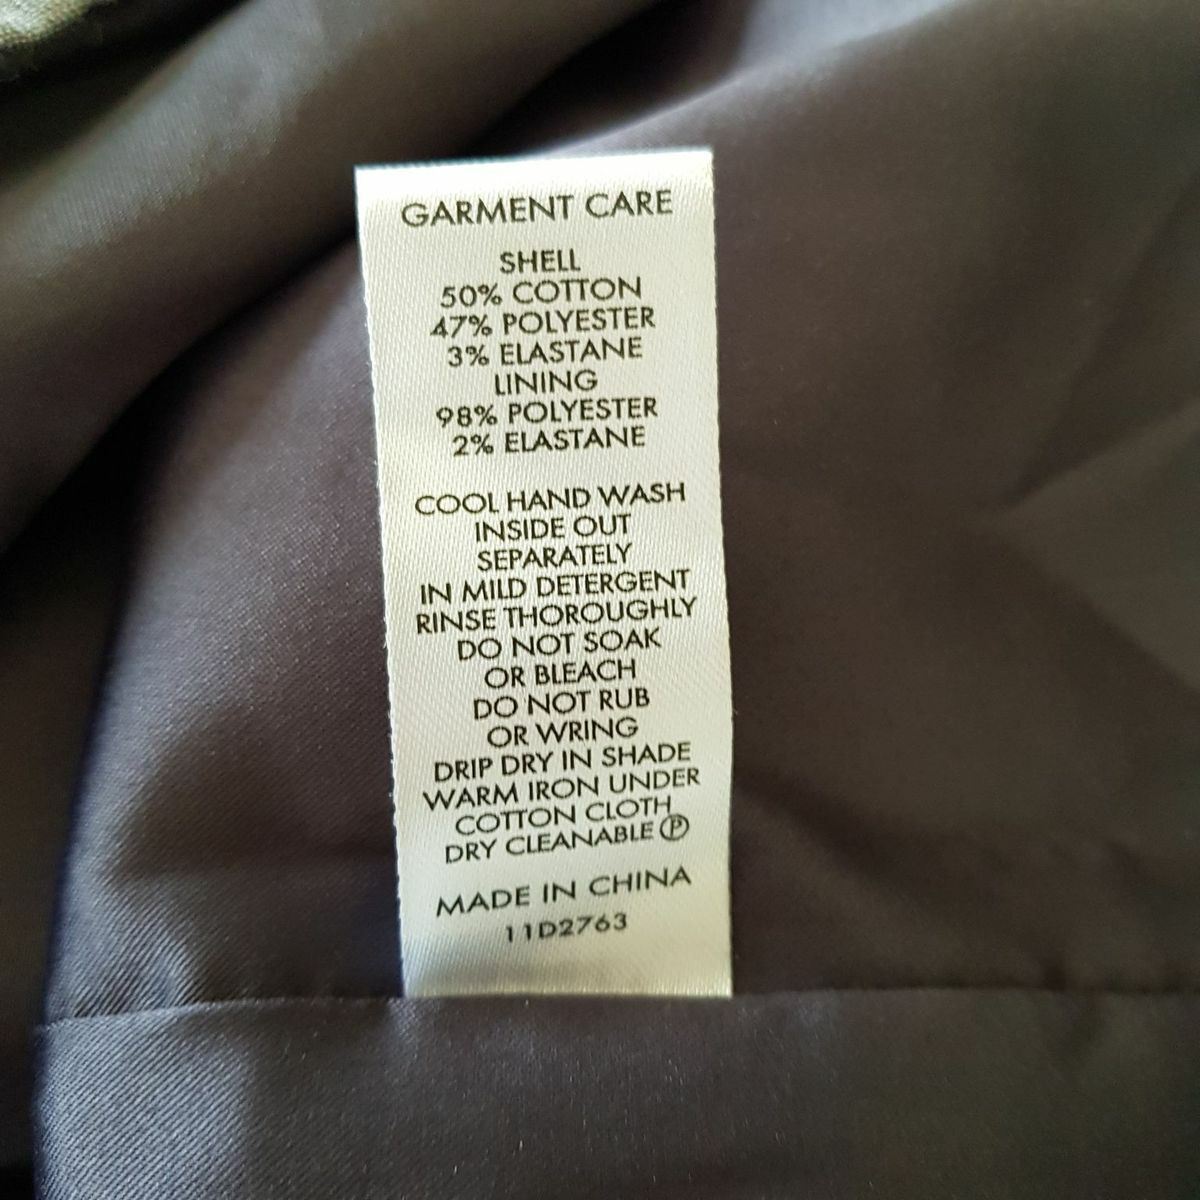 GARMENT CARE
SHELL
50% COTTON
47% POLYESTER
3% ELASTANE
LINING
98% POLYESTER
2% ELASTANE
COOL HAND WASH
INSIDE OUT
SEPARATELY
IN MILD DETERGENT
RINSE THOROUGHLY
DO NOT SOAK
OR BLEACH
DO NOT RUB
OR WRING
DRIP DRY IN SHADE
WARM IRON UNDER
COTTON CLOTH
DRY CLEANABLE Ⓟ
MADE IN CHINA
11D2763